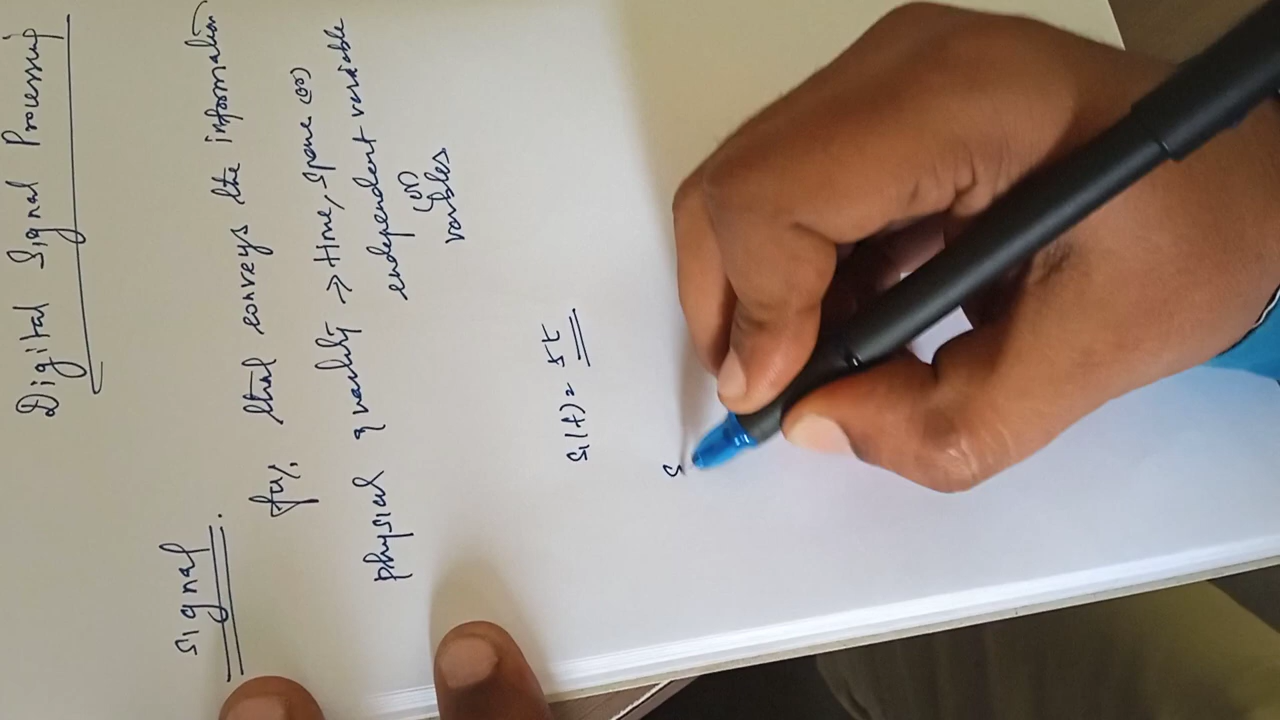 Digital Signal Processing
Signal
fn, that conveys the information
physical quantity → time, space (or)
independent variable
(or)
variables
S₁(t) = 5t
S